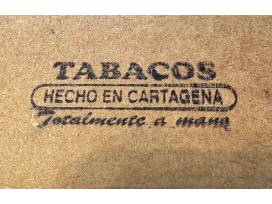 TABACOS
HECHO EN CARTAGENA
Totalmente a mano